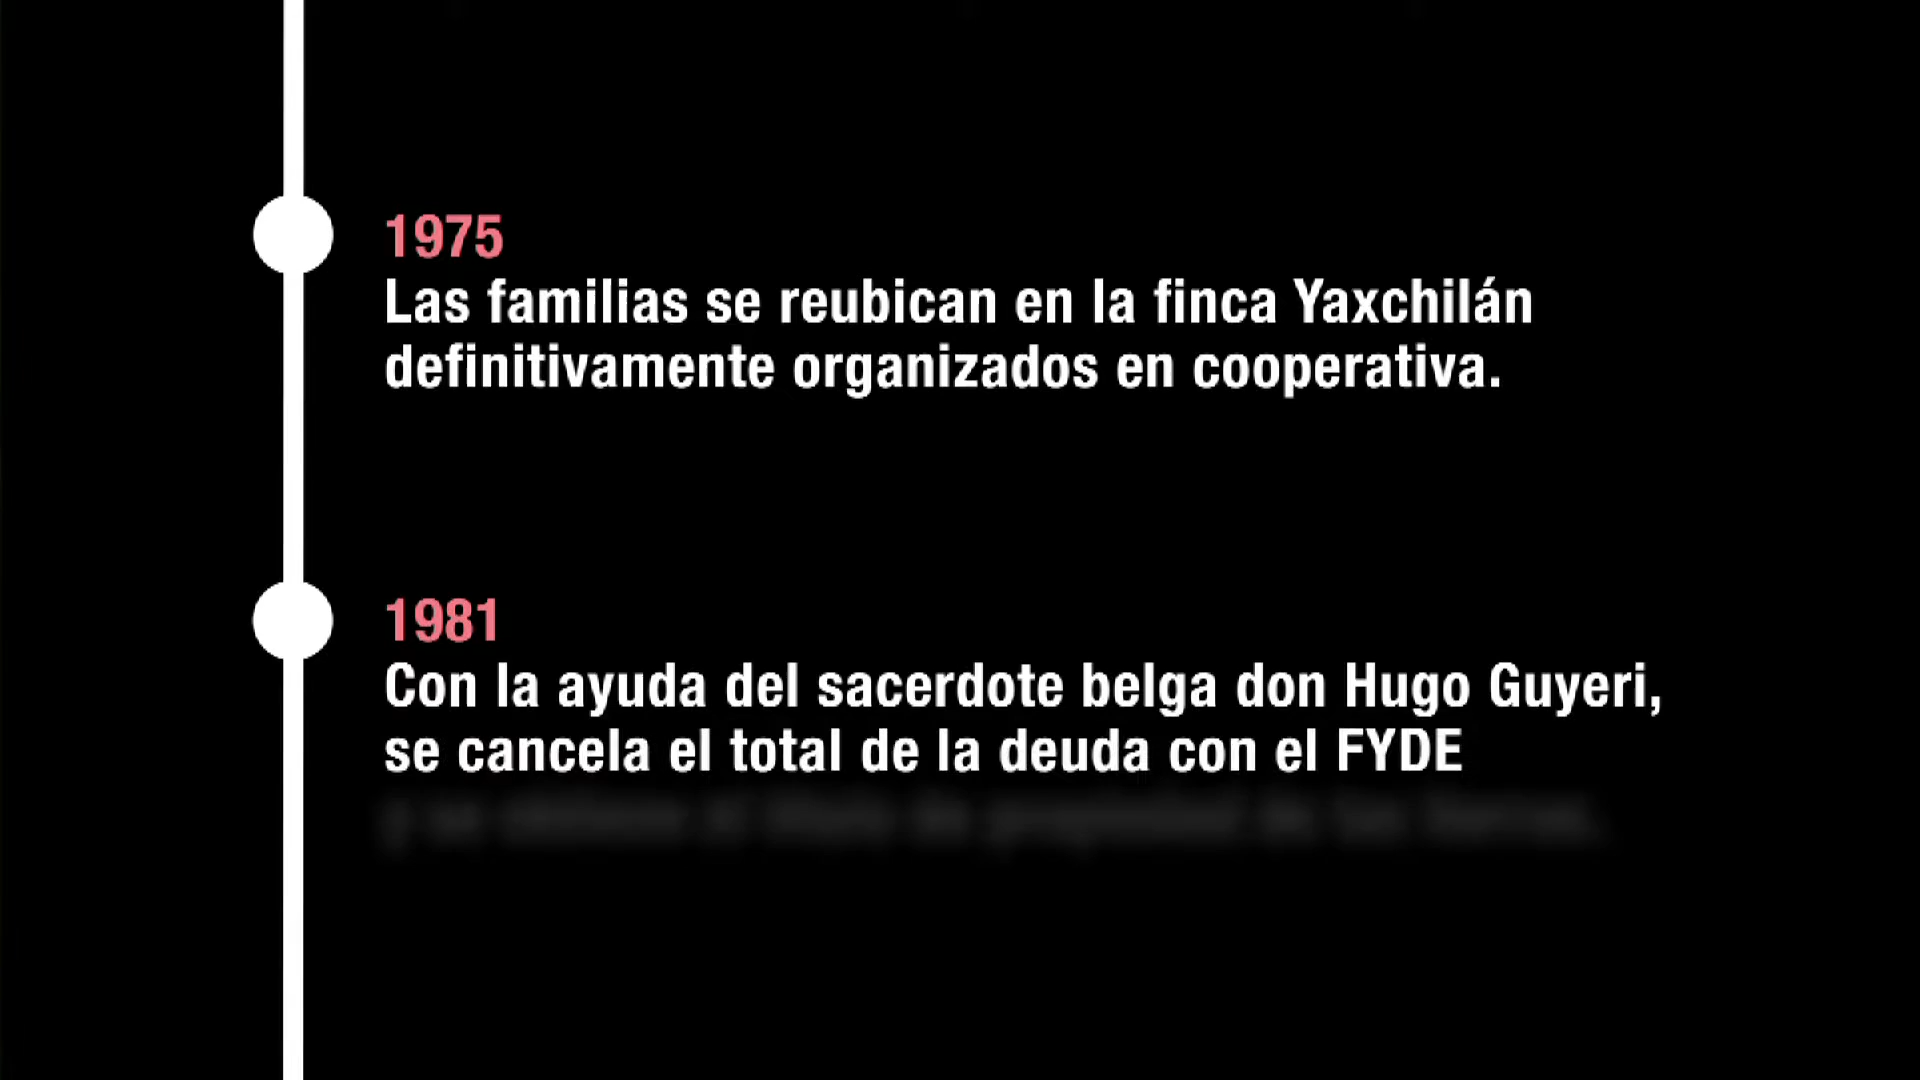 1975
Las familias se reubican en la finca Yaxchilán
definitivamente organizados en cooperativa.
1981
Con la ayuda del sacerdote belga don Hugo Guyeri,
se cancela el total de la deuda con el FYDE